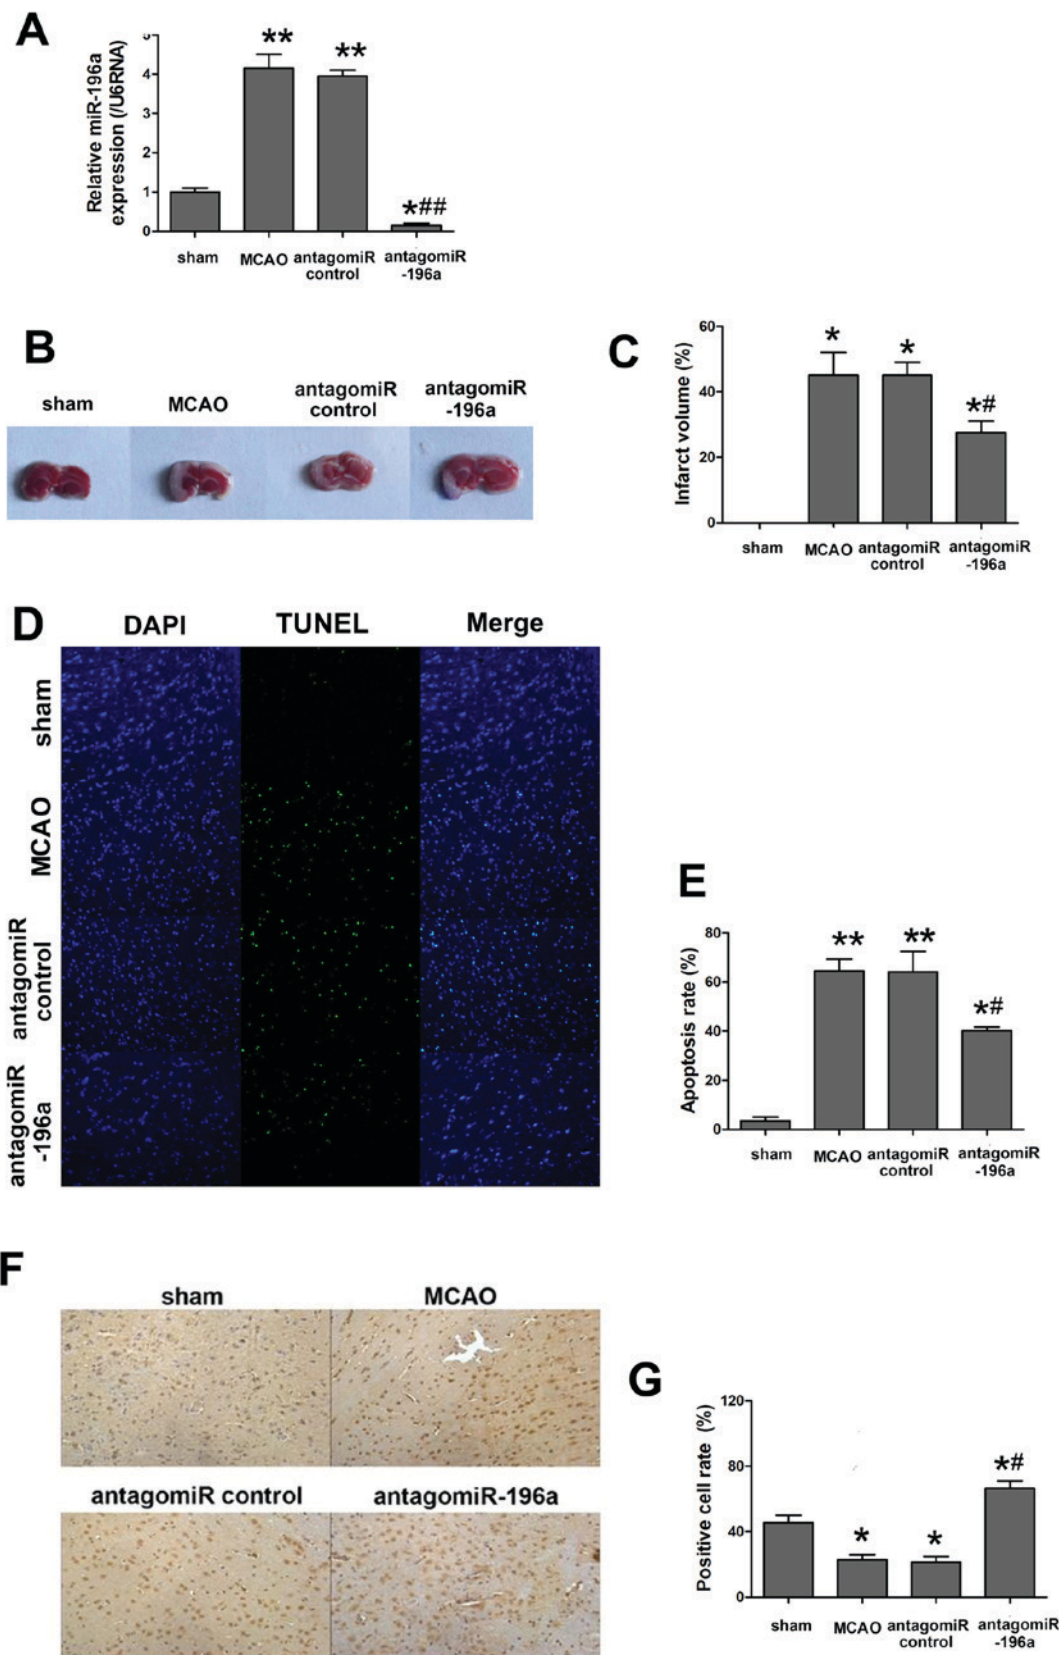 A
Relative miR-196a
expression (/U6RNA)
5
4
3
2
1
0
** ** *##
sham MCAO antagomiR control antagomiR -196a
B
sham MCAO antagomiR control antagomiR -196a
C
Infarct volume (%)
60
40
20
0
* * *#
sham MCAO antagomiR control antagomiR -196a
D
DAPI TUNEL Merge
sham
MCAO
antagomiR
control
antagomiR
-196a
E
Apoptosis rate (%)
80
60
40
20
0
** ** *#
sham MCAO antagomiR control antagomiR -196a
F
sham MCAO
antagomiR control antagomiR-196a
G
Positive cell rate (%)
120
80
40
0
* * *#
sham MCAO antagomiR control antagomiR -196a